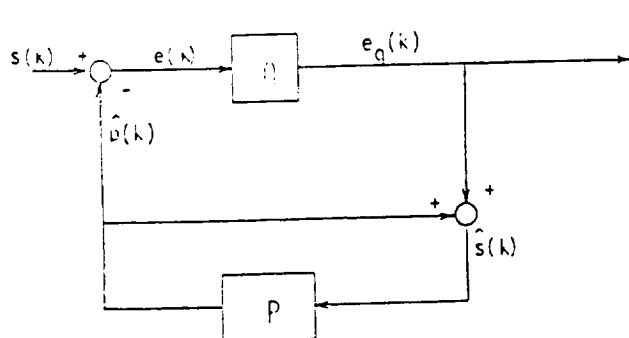 s(k) + e(k) e_q(k)
-
p̂(k)
+ +
ŝ(k)
P